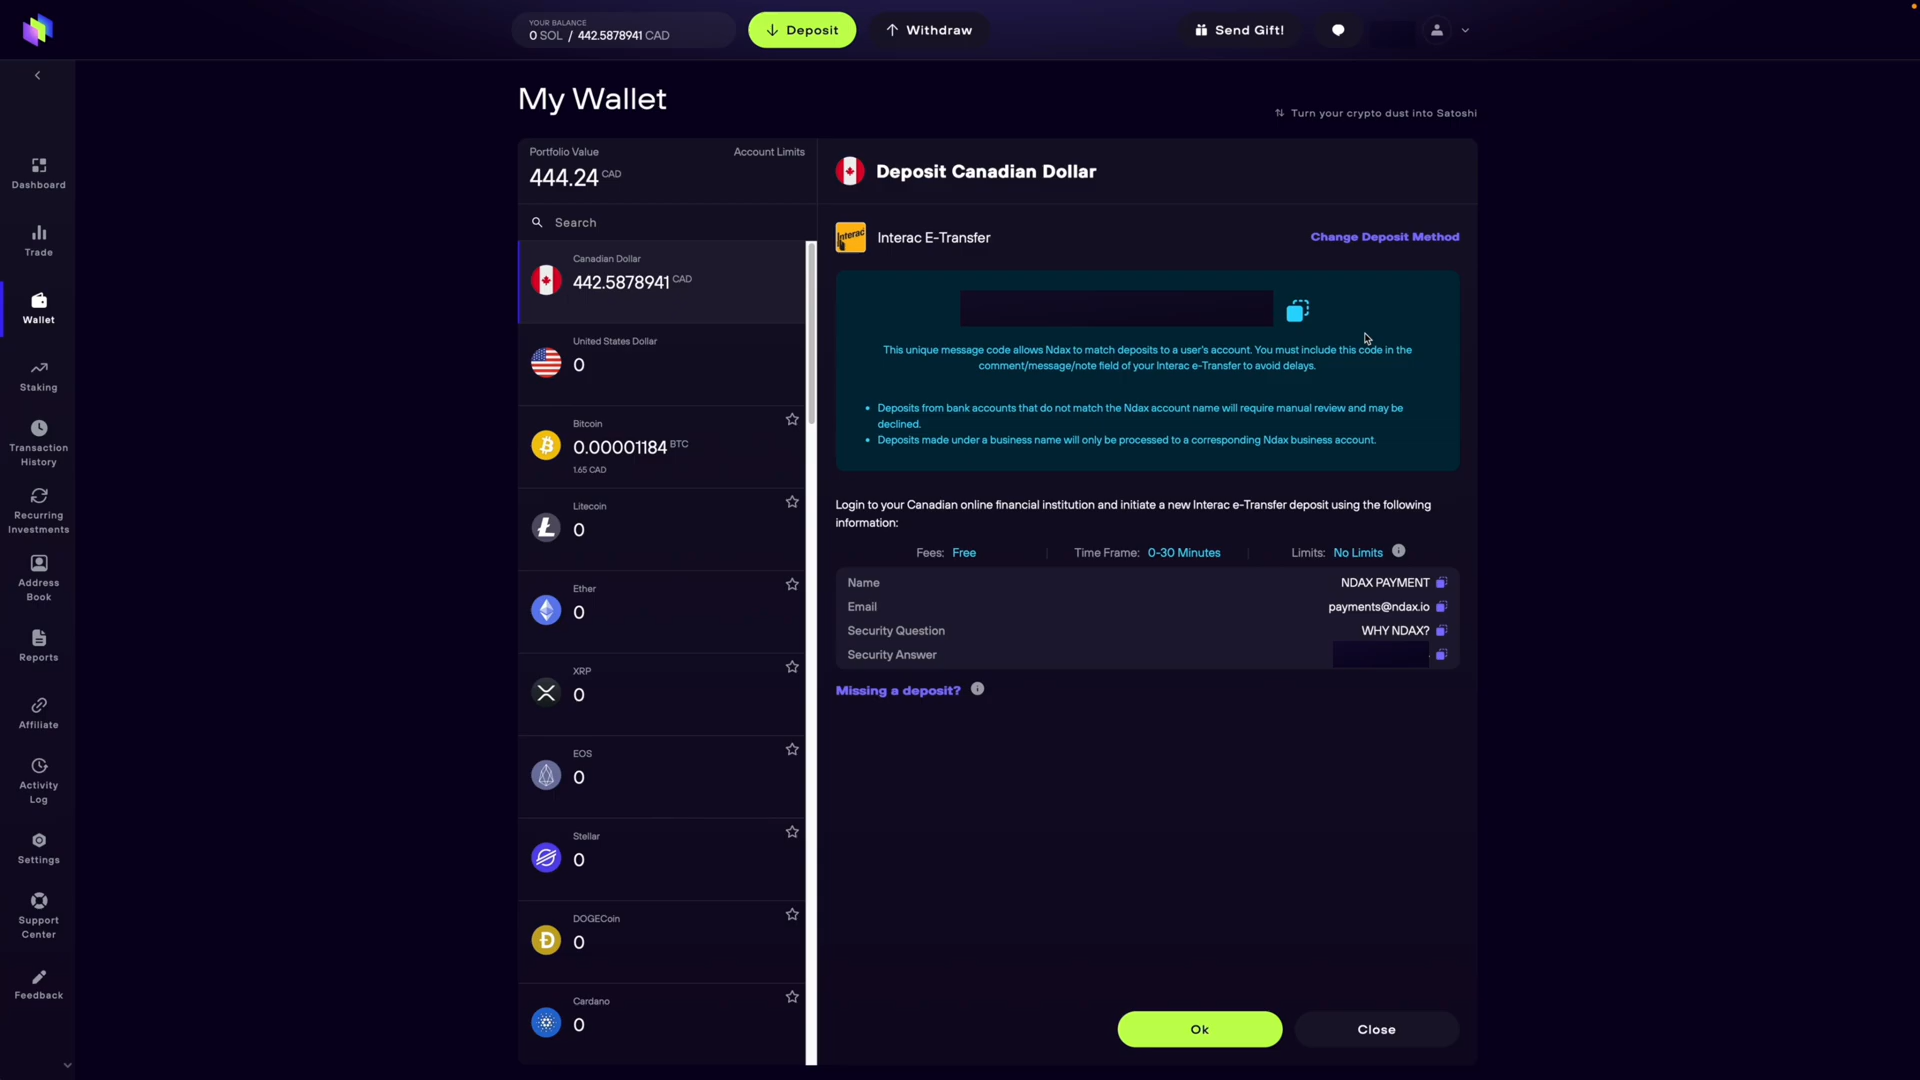 YOUR BALANCE
0 SOL / 442.5878941 CAD
Deposit
Withdraw
Send Gift!
Dashboard
Trade
Wallet
Staking
Transaction
History
Recurring
Investments
Address
Book
Reports
Affiliate
Activity
Log
Settings
Support
Center
Feedback
My Wallet
Turn your crypto dust into Satoshi
Portfolio Value
Account Limits
444.24 CAD
Search
Canadian Dollar
442.5878941 CAD
United States Dollar
0
Bitcoin
0.00001184 BTC
1.65 CAD
Litecoin
0
Ether
0
XRP
0
EOS
0
Stellar
0
DOGECoin
0
Cardano
0
Deposit Canadian Dollar
Interac
Interac E-Transfer
Change Deposit Method
This unique message code allows Ndax to match deposits to a user's account. You must include this code in the
comment/message/note field of your Interac e-Transfer to avoid delays.
• Deposits from bank accounts that do not match the Ndax account name will require manual review and may be
declined.
• Deposits made under a business name will only be processed to a corresponding Ndax business account.
Login to your Canadian online financial institution and initiate a new Interac e-Transfer deposit using the following
information:
Fees: Free
Time Frame: 0-30 Minutes
Limits: No Limits
Name NDAX PAYMENT
Email payments@ndax.io
Security Question WHY NDAX?
Security Answer
Missing a deposit?
Ok
Close